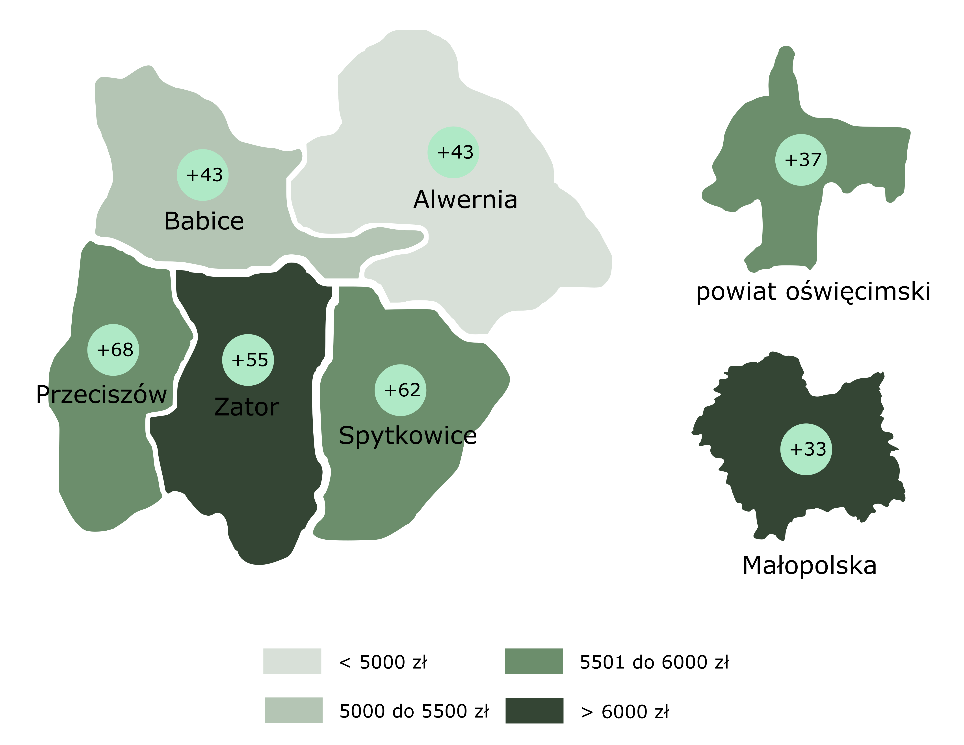 +43
Babice
+43
Alwernia
+37
powiat oświęcimski
+68
Przeciszów
+55
Zator
+62
Spytkowice
+33
Małopolska
< 5000 zł
5501 do 6000 zł
5000 do 5500 zł
> 6000 zł